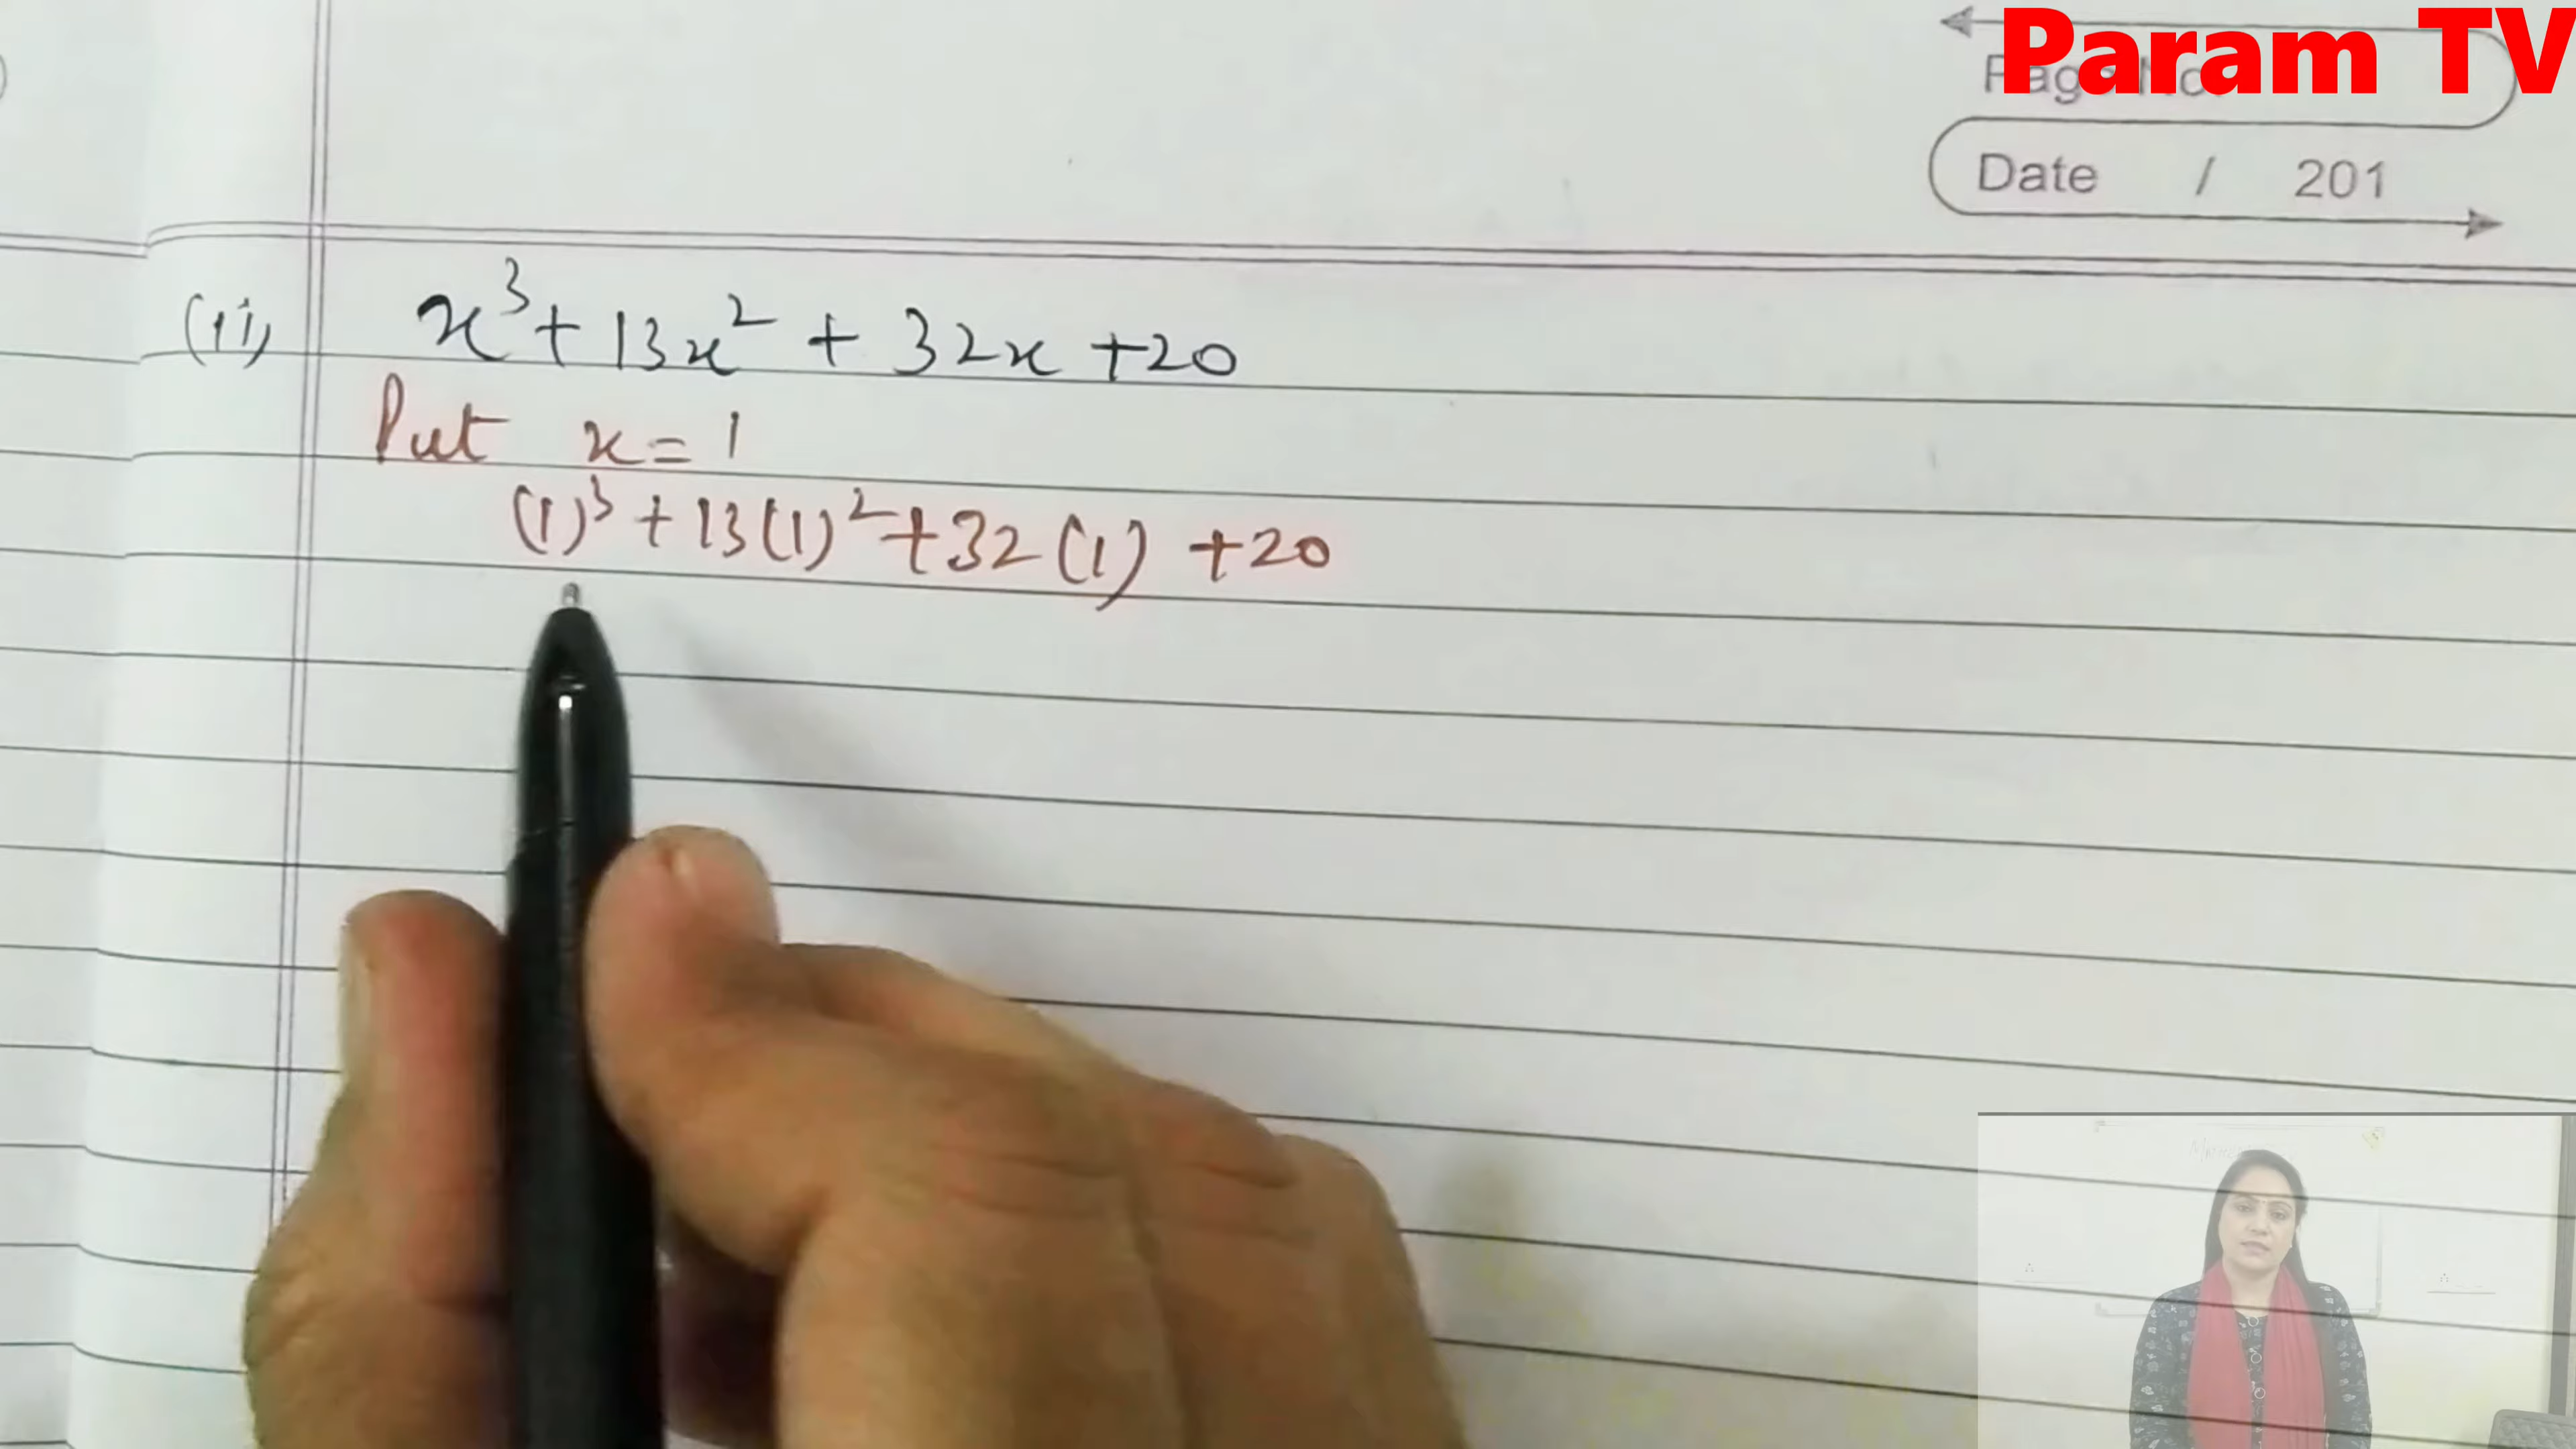 Param TV
Date / 201
(ii) x³ + 13x² + 32x + 20
Put x = 1
(1)³ + 13(1)² + 32(1) + 20